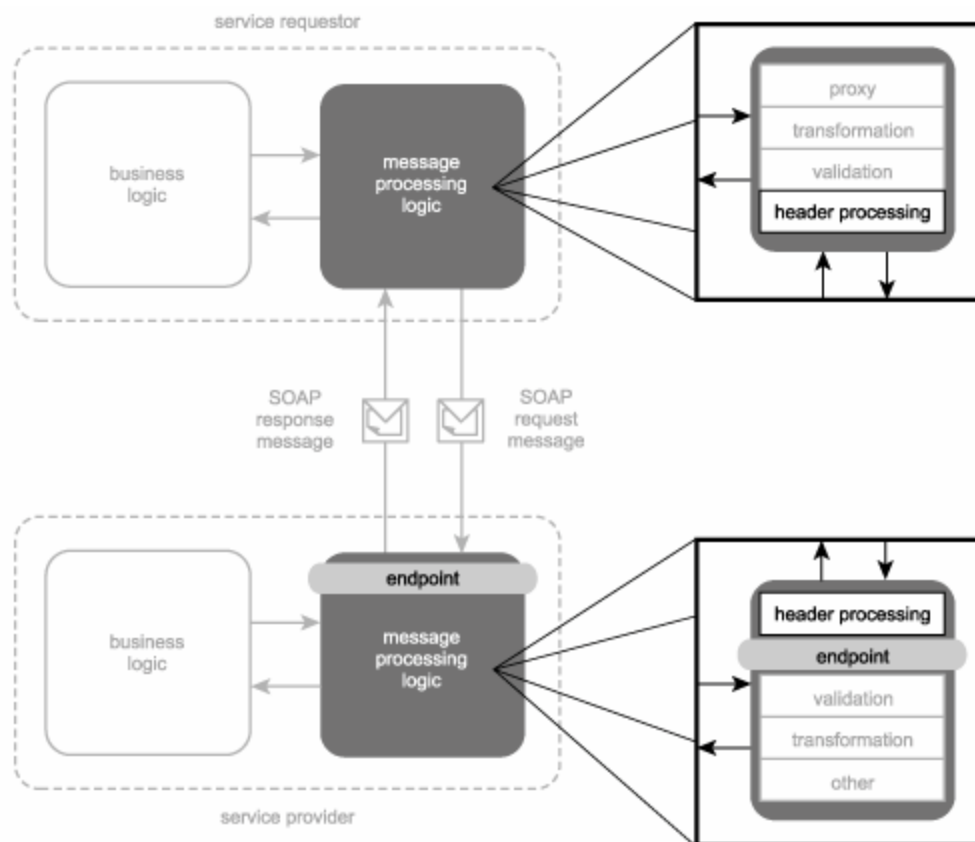 service requestor
business
logic
message
processing
logic
proxy
transformation
validation
header processing
SOAP
response
message
SOAP
request
message
endpoint
business
logic
message
processing
logic
header processing
endpoint
validation
transformation
other
service provider